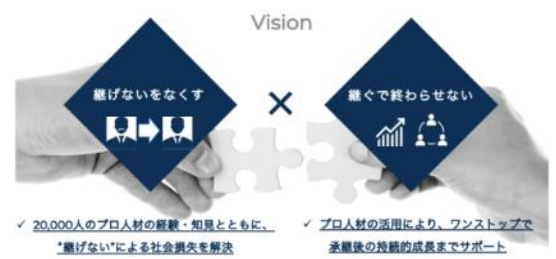 Vision
継げないをなくす
×
継ぐで終わらせない
✓ 20,000人のプロ人材の経験・知見とともに、
"継げない"による社会損失を解決
✓ プロ人材の活用により、ワンストップで
承継後の持続的成長までサポート